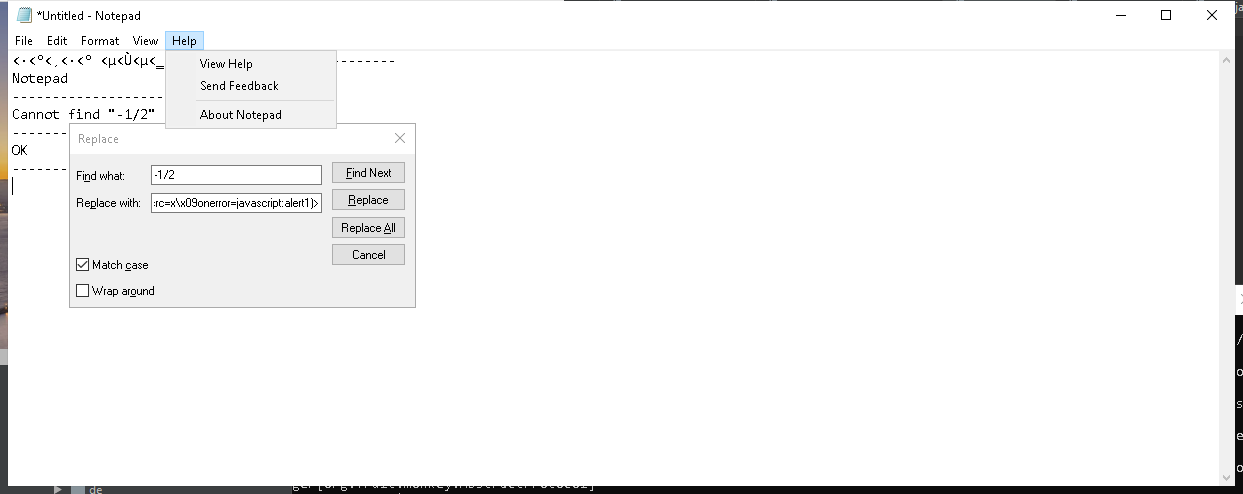 *Untitled - Notepad
File Edit Format View Help
View Help
Send Feedback
About Notepad
Notepad
---------------
Cannot find "-1/2"
OK
Replace
Find what: -1/2 Find Next
Replace with: :rc=x\x09onerror=javascript:alert1)> Replace
Replace All
Cancel
Match case
Wrap around
de